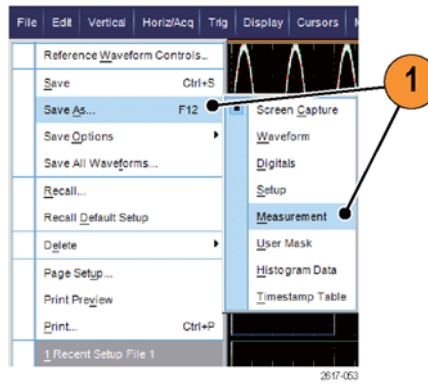 File Edit Vertical Horiz/Acq Trig Display Cursors
Reference Waveform Controls...
Save Ctrl+S
Save As... F12
Save Options
Save All Waveforms...
Recall...
Recall Default Setup
Delete
Page Setup...
Print Preview
Print... Ctrl+P
1 Recent Setup File 1
Screen Capture
Waveform
Digitals
Setup
Measurement
User Mask
Histogram Data
Timestamp Table
1
2617-053